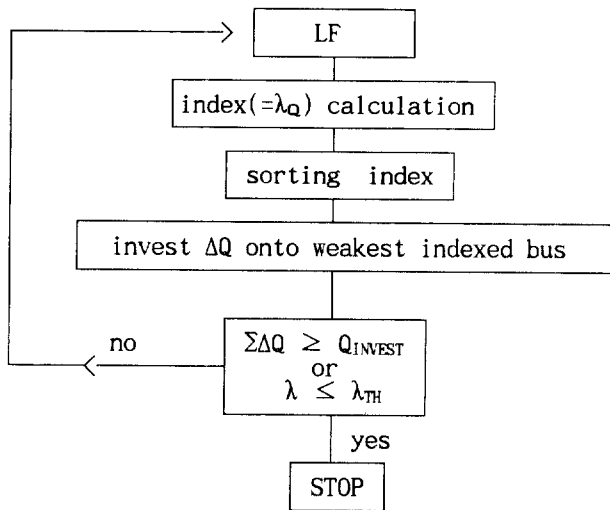 LF
index(=λQ) calculation
sorting index
invest ΔQ onto weakest indexed bus
ΣΔQ ≥ QINVEST
or
λ ≤ λTH
no
yes
STOP